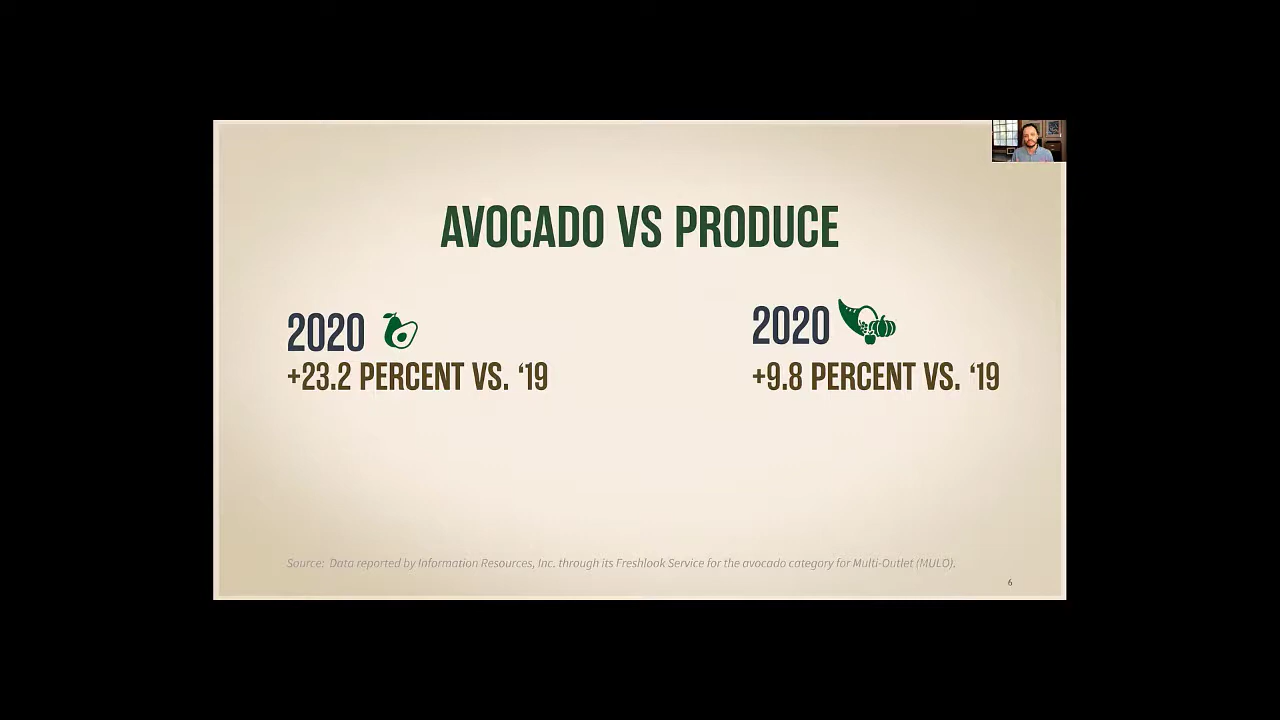 AVOCADO VS PRODUCE
2020
+23.2 PERCENT VS. ‘19
2020
+9.8 PERCENT VS. ‘19
Source: Data reported by Information Resources, Inc. through its Freshlook Service for the avocado category for Multi-Outlet (MULO).
6